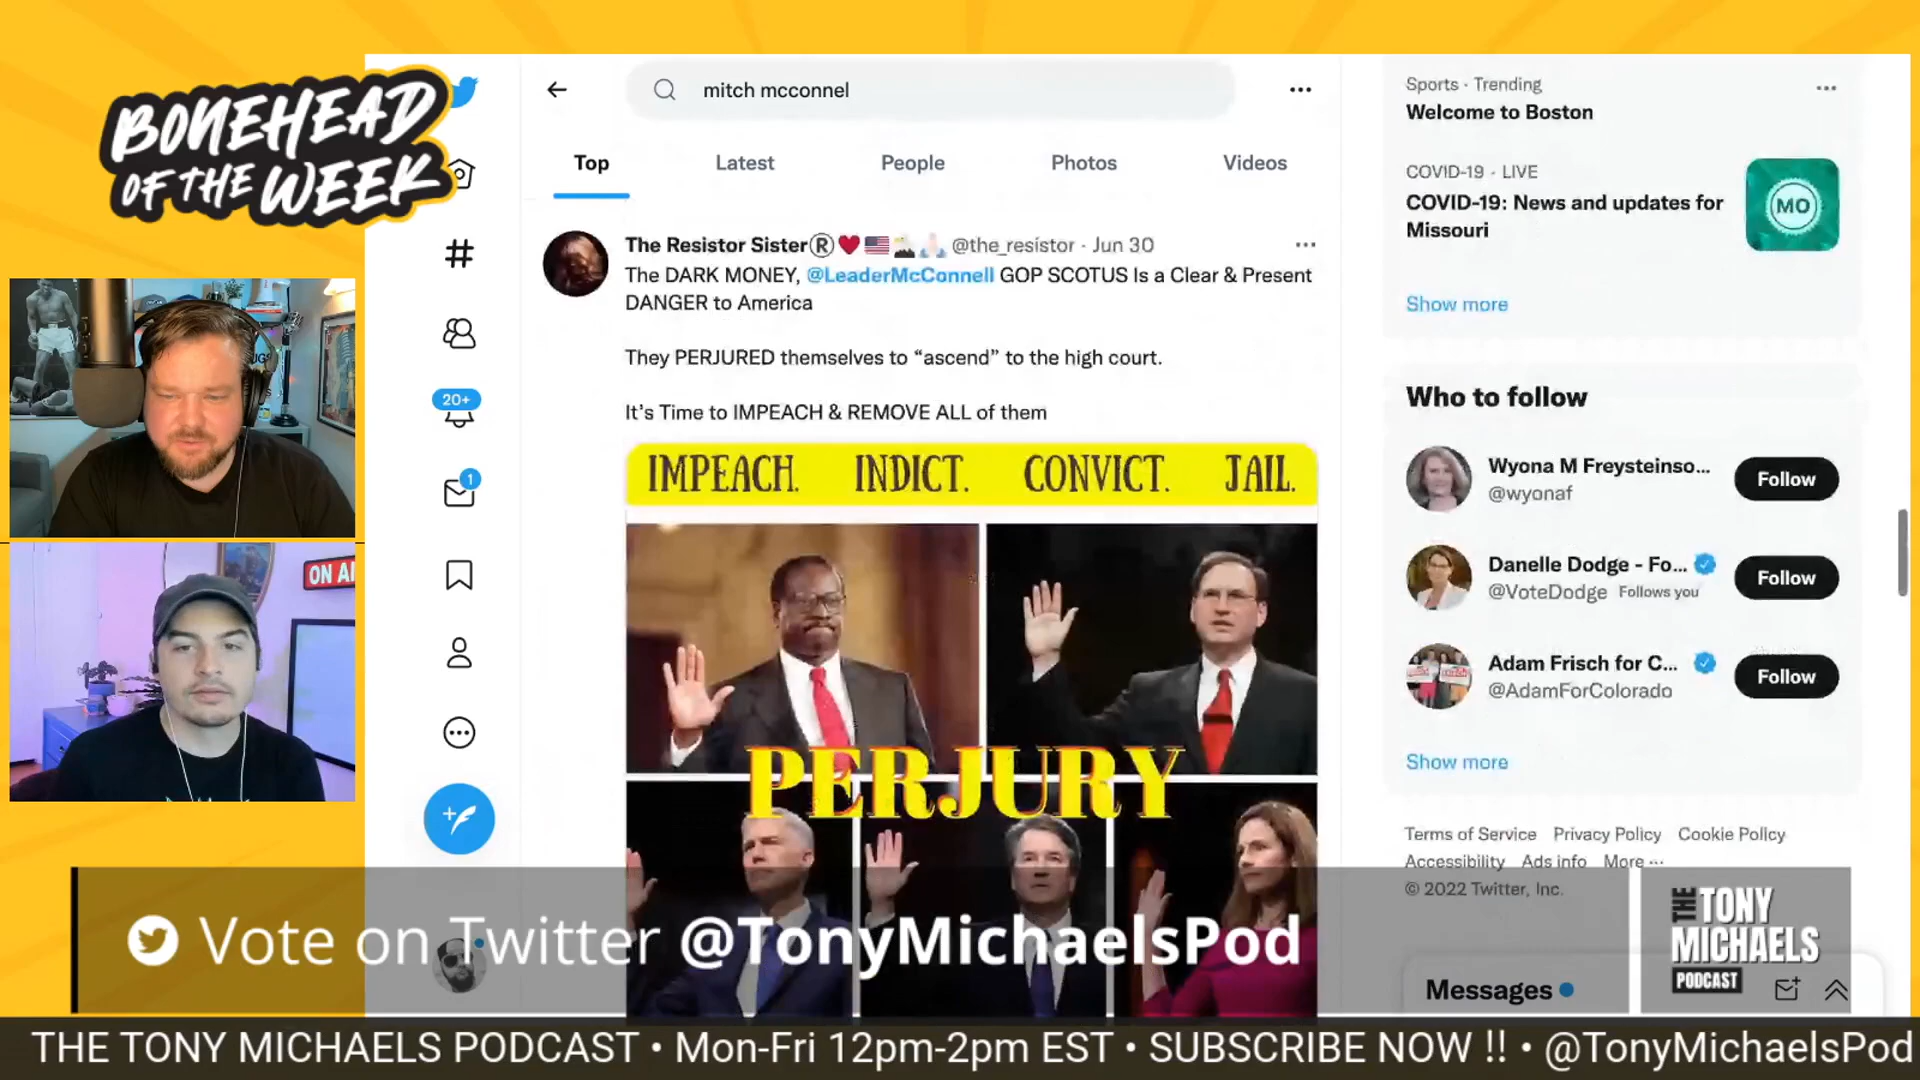 BONEHEAD
OF THE WEEK
mitch mcconnel
Top
Latest
People
Photos
Videos
The Resistor Sister®❤️🇺🇸 @the_resistor · Jun 30
The DARK MONEY, @LeaderMcConnell GOP SCOTUS Is a Clear & Present
DANGER to America
They PERJURED themselves to “ascend” to the high court.
It’s Time to IMPEACH & REMOVE ALL of them
IMPEACH. INDICT. CONVICT. JAIL.
PERJURY
20+
1
ON AI
Sports · Trending
Welcome to Boston
COVID-19 · LIVE
COVID-19: News and updates for
Missouri
MO
Show more
Who to follow
Wyona M Freysteinso...
@wyonaf
Follow
Danelle Dodge - Fo...
@VoteDodge Follows you
Follow
Adam Frisch for C...
@AdamForColorado
Follow
Show more
Terms of Service Privacy Policy Cookie Policy
Accessibility Ads info More ...
© 2022 Twitter, Inc.
Messages
Vote on Twitter @TonyMichaelsPod
THE TONY
MICHAELS
PODCAST
THE TONY MICHAELS PODCAST • Mon-Fri 12pm-2pm EST • SUBSCRIBE NOW !! • @TonyMichaelsPod